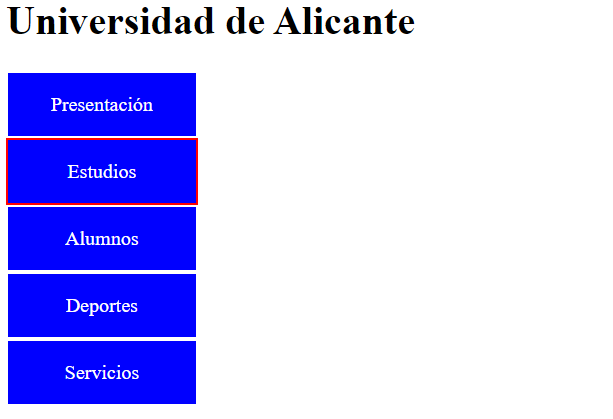 Universidad de Alicante
Presentación
Estudios
Alumnos
Deportes
Servicios